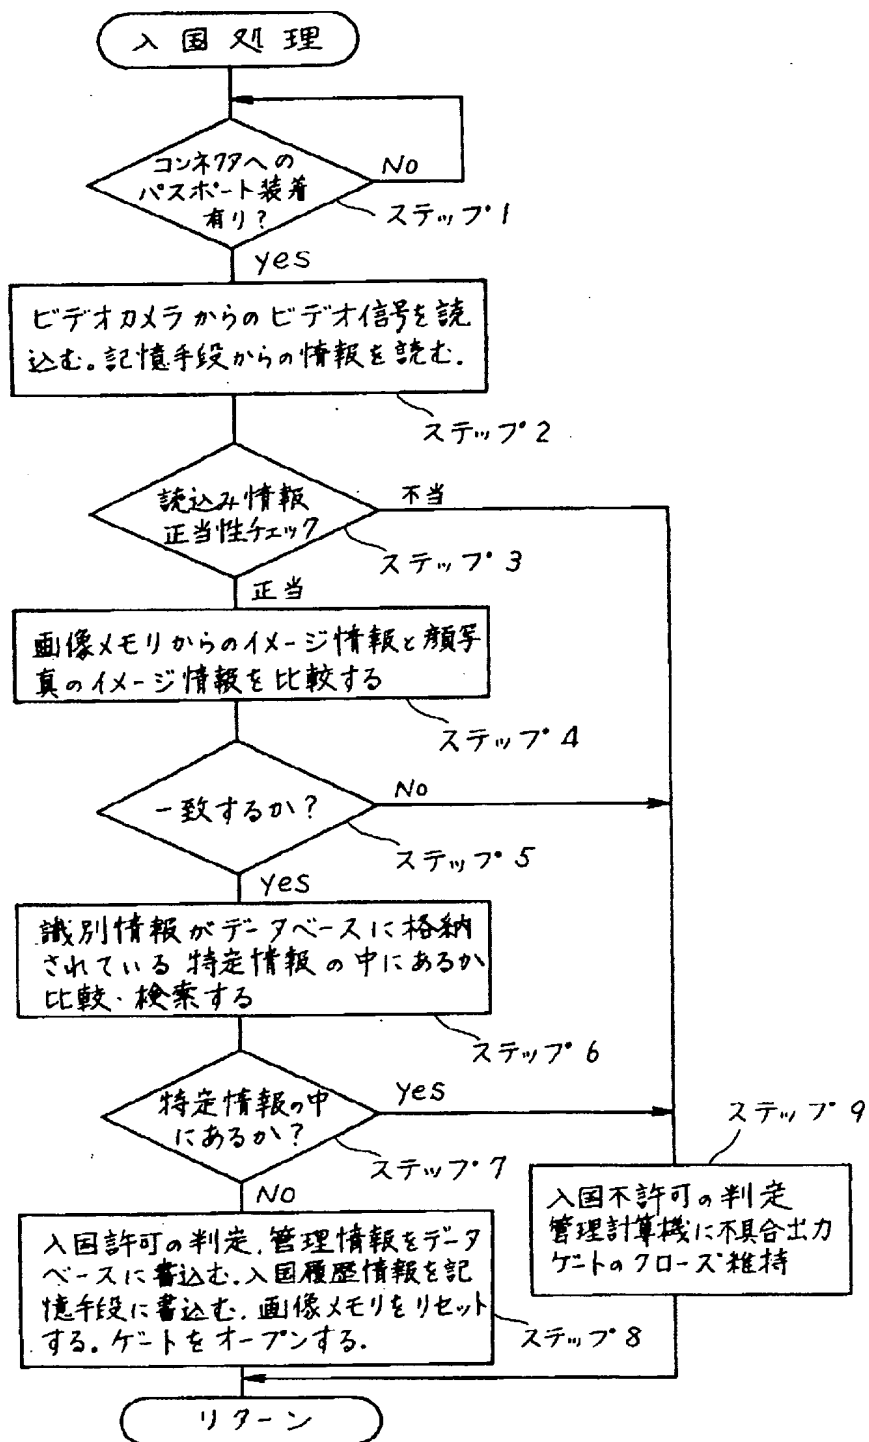 入国処理
コンネクタへの
パスポート装着
有り?
No
ステップ1
yes
ビデオカメラからのビデオ信号を読
込む。記憶手段からの情報を読む.
ステップ2
読込み情報
正当性チェック
不当
ステップ3
正当
画像メモリからのイメージ情報と顔写
真のイメージ情報を比較する
ステップ4
一致するか?
No
ステップ5
yes
識別情報がデータベースに格納
されている特定情報の中にあるか
比較・検索する
ステップ6
特定情報の中
にあるか?
yes
ステップ7
No
ステップ9
入国不許可の判定
管理計算機に不具合出力
ゲートのクローズ維持
入国許可の判定,管理情報をデータ
ベースに書込む.入国履歴情報を記
憶手段に書込む.画像メモリをリセット
する。ゲートをオープンする.
ステップ8
リターン